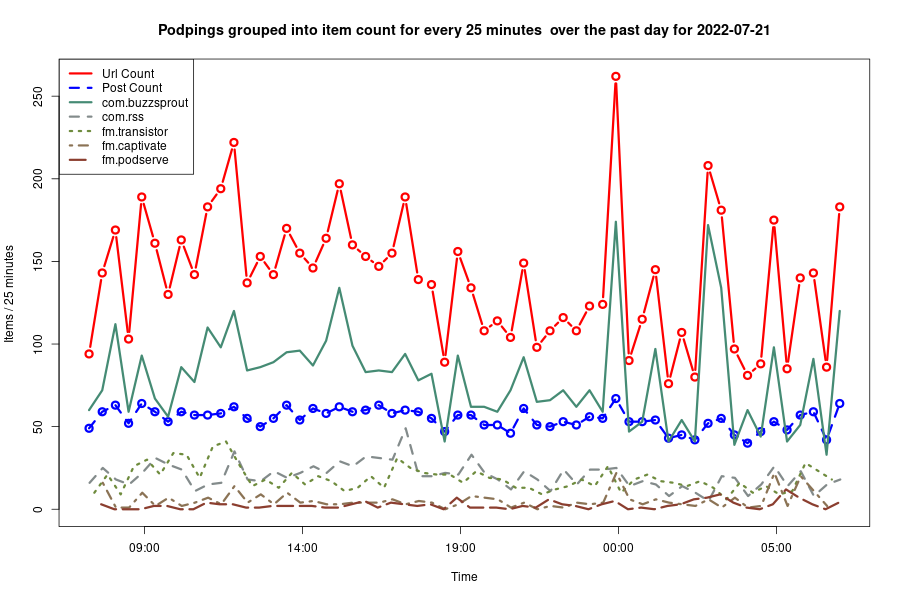 Podpings grouped into item count for every 25 minutes  over the past day for 2022-07-21
Url Count
Post Count
com.buzzsprout
com.rss
fm.transistor
fm.captivate
fm.podserve
Items / 25 minutes
250
200
150
100
50
0
09:00 14:00 19:00 00:00 05:00
Time